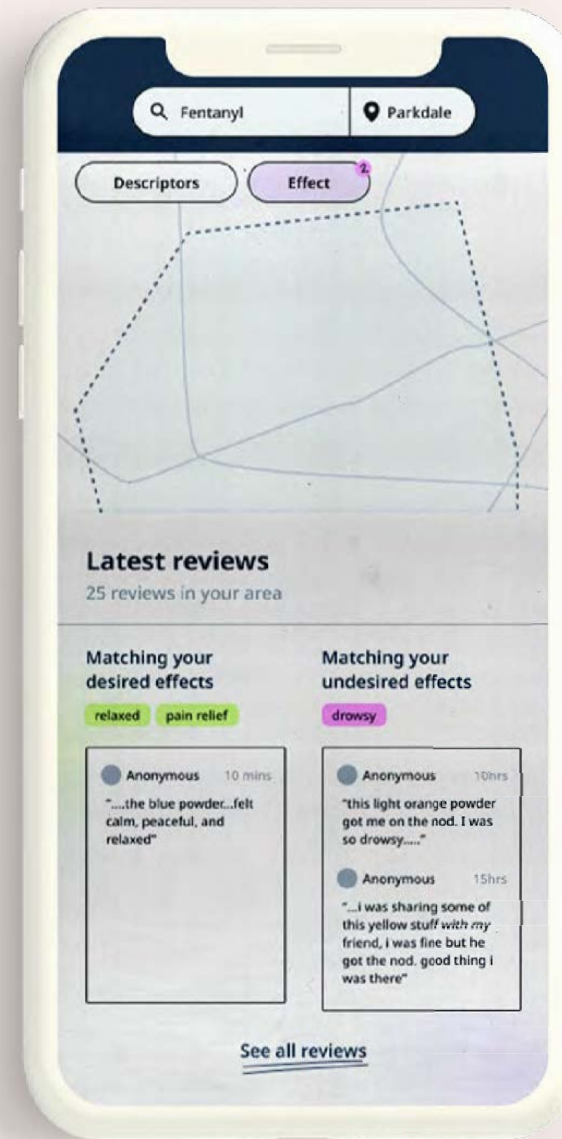 Fentanyl
Parkdale
Descriptors
Effect
2
Latest reviews
25 reviews in your area
Matching your
desired effects
relaxed
pain relief
Anonymous 10 mins
"....the blue powder...felt
calm, peaceful, and
relaxed"
Matching your
undesired effects
drowsy
Anonymous 10hrs
"this light orange powder
got me on the nod. I was
so drowsy....."
Anonymous 15hrs
"...i was sharing some of
this yellow stuff with my
friend, i was fine but he
got the nod. good thing i
was there"
See all reviews